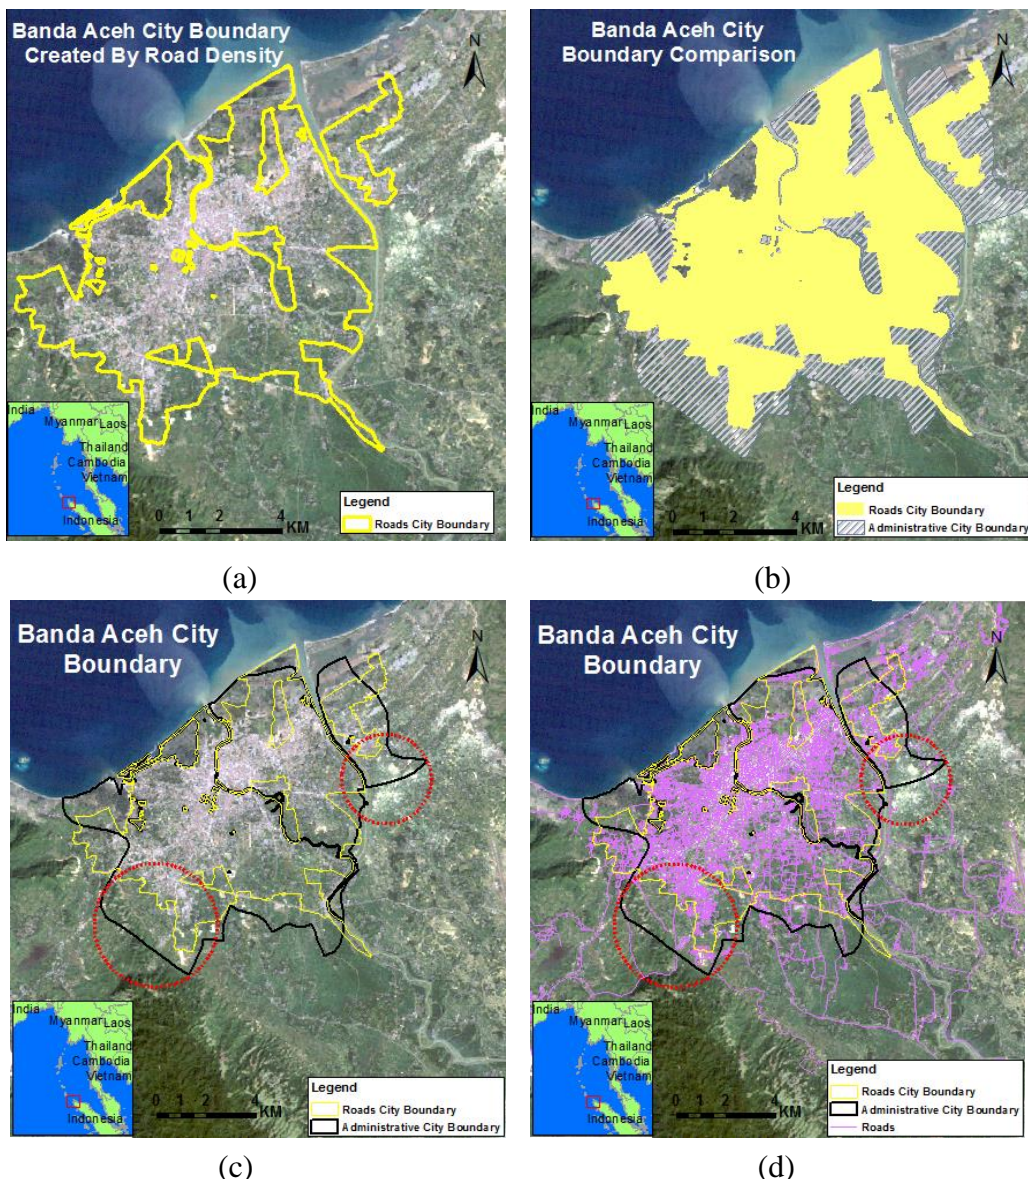 Banda Aceh City Boundary
Created By Road Density
N
India
Myanmar
Laos
Thailand
Cambodia
Vietnam
Indonesia
0 1 2 4
KM
Legend
Roads City Boundary
(a)
Banda Aceh City
Boundary Comparison
N
India
Myanmar
Laos
Thailand
Cambodia
Vietnam
Indonesia
0 1 2 4
KM
Legend
Roads City Boundary
Administrative City Boundary
(b)
Banda Aceh City
Boundary
N
India
Myanmar
Laos
Thailand
Cambodia
Vietnam
Indonesia
0 1 2 4
KM
Legend
Roads City Boundary
Administrative City Boundary
(c)
Banda Aceh City
Boundary
N
India
Myanmar
Laos
Thailand
Cambodia
Vietnam
Indonesia
0 1 2 4
KM
Legend
Roads City Boundary
Administrative City Boundary
Roads
(d)